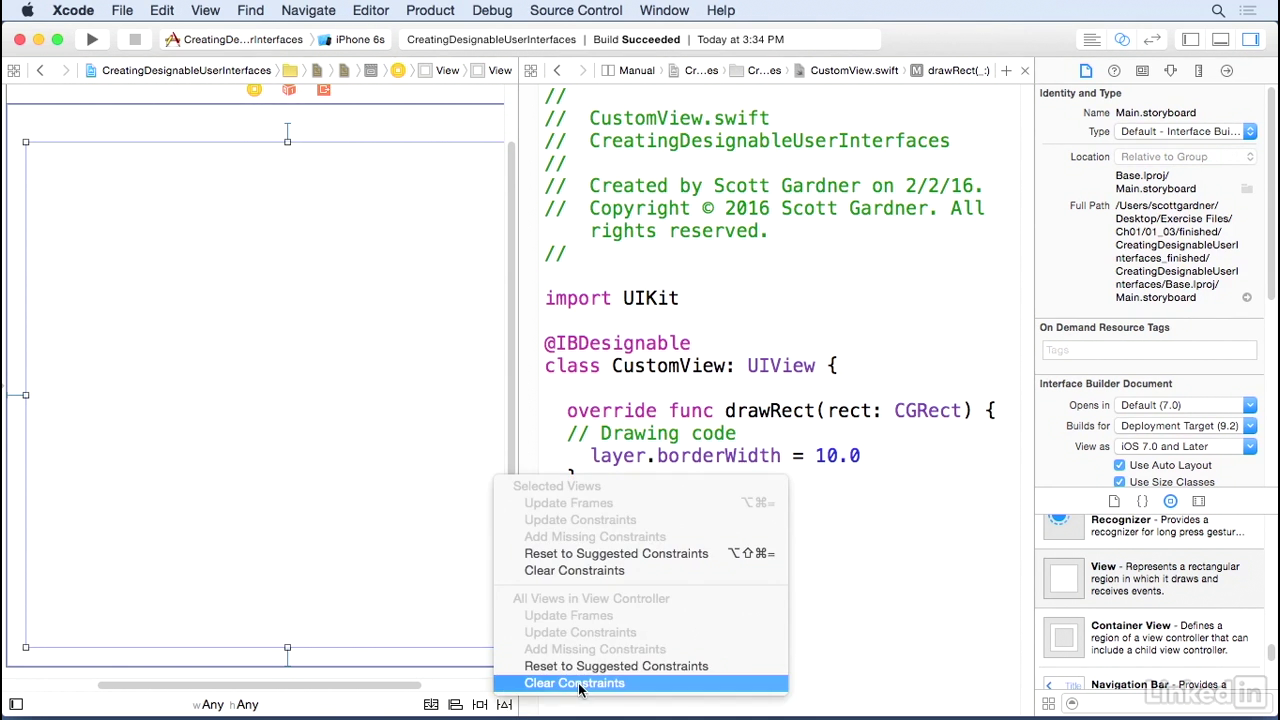 Xcode File Edit View Find Navigate Editor Product Debug Source Control Window Help
CreatingDe...rInterfaces iPhone 6s CreatingDesignableUserInterfaces Build Succeeded Today at 3:34 PM
CreatingDesignableUserInterfaces View View Manual Cr...es Cr...es CustomView.swift M drawRect(_:)
//
// CustomView.swift
// CreatingDesignableUserInterfaces
//
// Created by Scott Gardner on 2/2/16.
// Copyright © 2016 Scott Gardner. All
rights reserved.
//
import UIKit
@IBDesignable
class CustomView: UIView {
override func drawRect(rect: CGRect) {
// Drawing code
layer.borderWidth = 10.0
Selected Views
Update Frames ⌥⌘=
Update Constraints
Add Missing Constraints
Reset to Suggested Constraints ⌥⇧⌘=
Clear Constraints
All Views in View Controller
Update Frames
Update Constraints
Add Missing Constraints
Reset to Suggested Constraints
Clear Constraints
wAny hAny
Identity and Type
Name Main.storyboard
Type Default - Interface Bui...
Location Relative to Group
Base.lproj/
Main.storyboard
Full Path /Users/scottgardner/
Desktop/Exercise Files/
Ch01/01_03/finished/
CreatingDesignableUserI
nterfaces_finished/
CreatingDesignableUserI
nterfaces/Base.lproj/
Main.storyboard
On Demand Resource Tags
Tags
Interface Builder Document
Opens in Default (7.0)
Builds for Deployment Target (9.2)
View as iOS 7.0 and Later
Use Auto Layout
Use Size Classes
Recognizer - Provides a
recognizer for long press gestur...
View - Represents a rectangular
region in which it draws and
receives events.
Container View - Defines a
region of a view controller that can
include a child view controller.
Title Navigation Bar - Provides a
LinkedIn